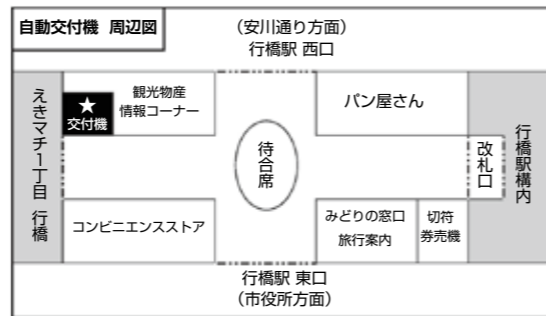 自動交付機 周辺図
(安川通り方面)
行橋駅 西口
えきマチ1丁目 行橋
★
交付機
観光物産
情報コーナー
パン屋さん
待合席
改札口
行橋駅構内
コンビニエンスストア
みどりの窓口
旅行案内
切符
券売機
行橋駅 東口
(市役所方面)